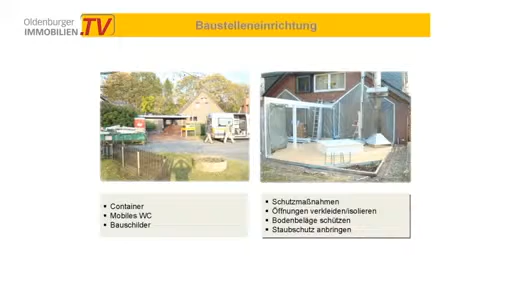 Oldenburger
IMMOBILIEN.TV
Baustelleneinrichtung
Container
Mobiles WC
Bauschilder
Schutzmaßnahmen
Öffnungen verkleiden/isolieren
Bodenbeläge schützen
Staubschutz anbringen